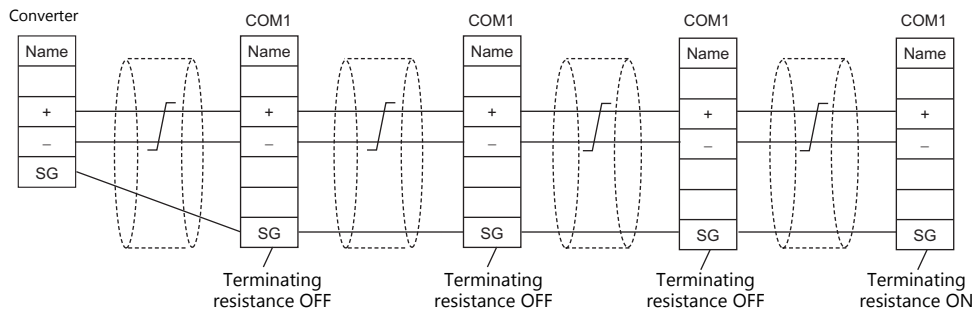 Converter
COM1
COM1
COM1
COM1
Name
Name
Name
Name
Name
+
+
+
+
+
−
−
−
−
−
SG
SG
SG
SG
SG
Terminating
resistance OFF
Terminating
resistance OFF
Terminating
resistance OFF
Terminating
resistance ON